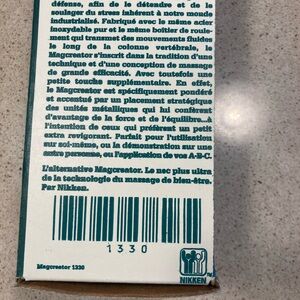 défense, afin de la détendre et de la
soulager du stress inhérent à notre monde
industrialisé. Fabriqué avec le même acier
inoxydable pur et le même boîtier de roule-
ment qui transmet des mouvements fluides
le long de la colonne vertébrale, le
Magcreator s'inscrit dans la tradition d'une
technique et d'une conception de massage
de grande efficacité. Avec toutefois une
petite touche supplémentaire. En effet,
le Magcreator est spécifiquement pondéré
et accentué par un placement stratégique
des unités métalliques qui lui confèrent
d'avantage de la force et de l'équilibre...à
l'intention de ceux qui préfèrent un petit
extra revigorant. Parfait pour l'utilisation
sur soi-même, ou la démonstration sur une
autre personne, ou l'application de vos A-B-C.
L'alternative Magcreator. Le nec plus ultra
de la technologie du massage de bien-être.
Par Nikken.
1330
Magcreator 1330
NIKKEN